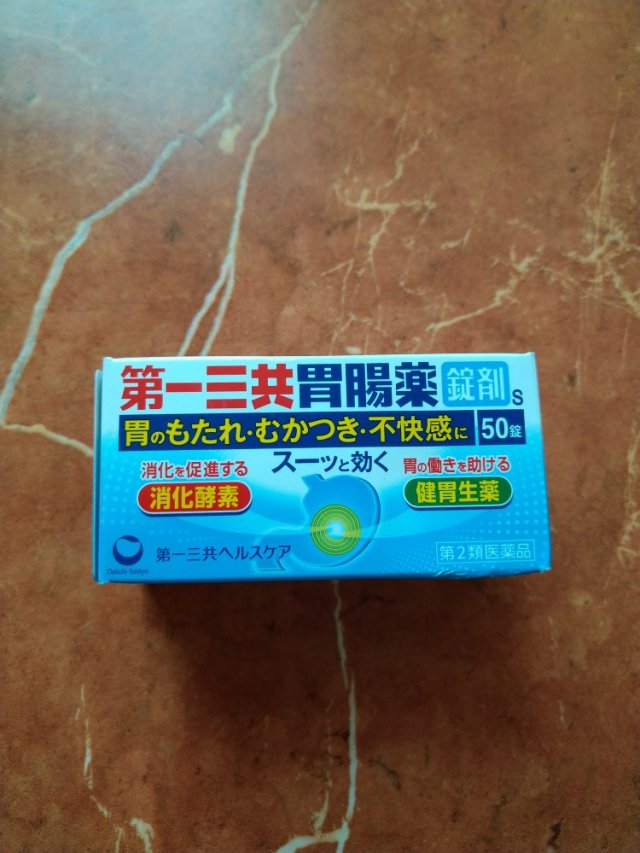 第一三共胃腸薬 錠剤 s
胃のもたれ・むかつき・不快感に 50錠
スーッと効く
消化を促進する
消化酵素
胃の働きを助ける
健胃生薬
Daiichi-Sankyo
第一三共ヘルスケア
第2類医薬品